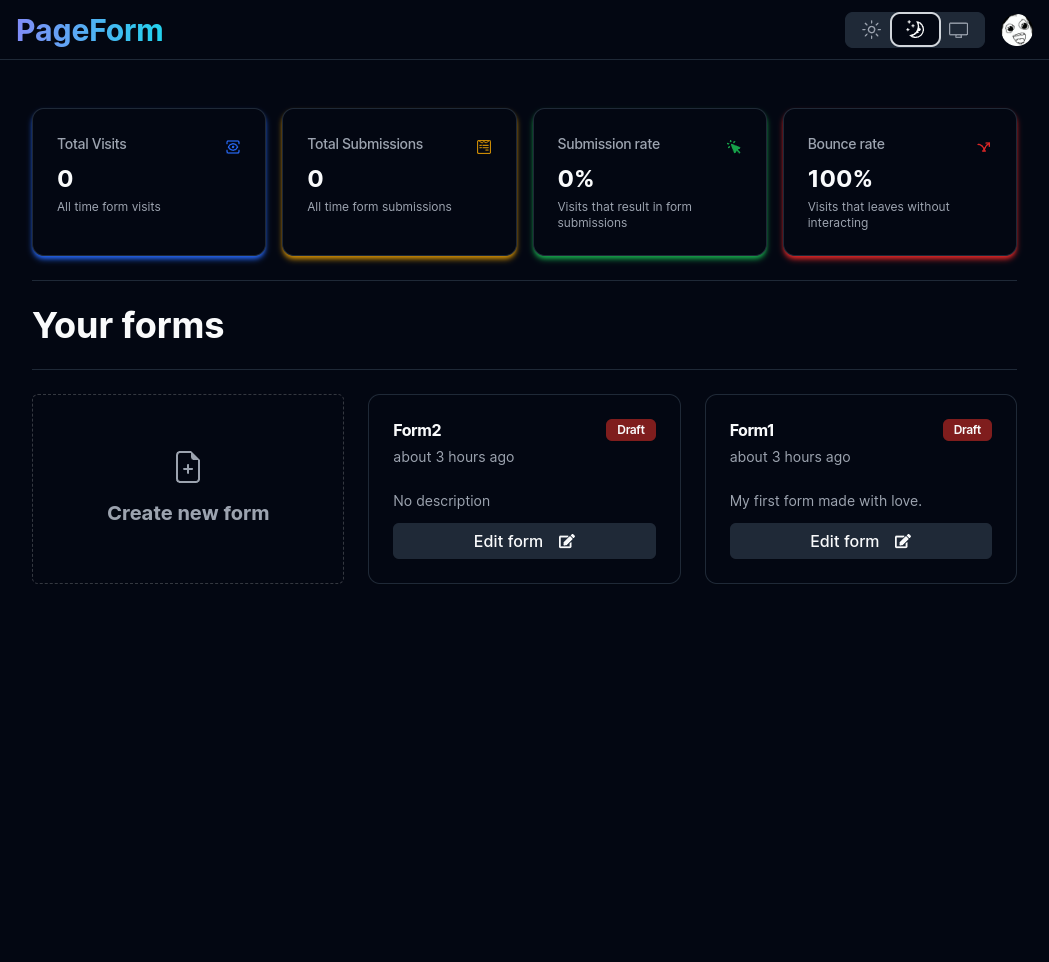 PageForm
Total Visits
0
All time form visits
Total Submissions
0
All time form submissions
Submission rate
0%
Visits that result in form
submissions
Bounce rate
100%
Visits that leaves without
interacting
Your forms
Create new form
Form2
Draft
about 3 hours ago
No description
Edit form
Form1
Draft
about 3 hours ago
My first form made with love.
Edit form